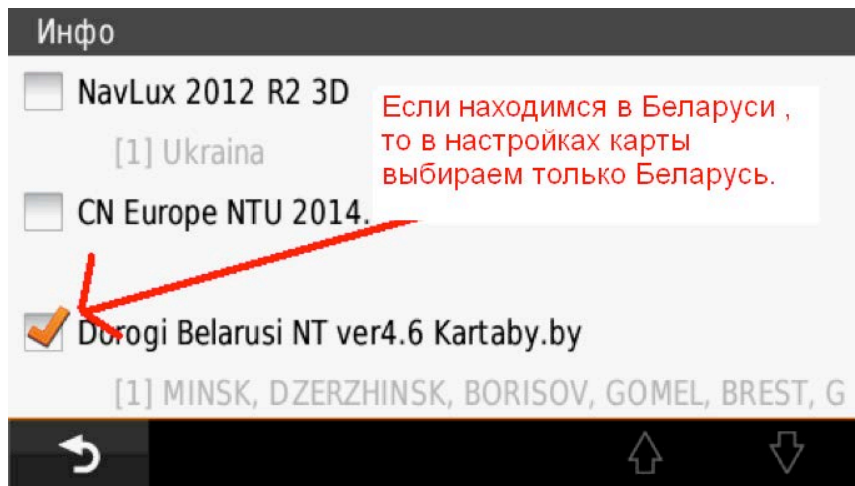 Инфо
NavLux 2012 R2 3D
[1] Ukraina
Если находимся в Беларуси ,
то в настройках карты
выбираем только Беларусь.
CN Europe NTU 2014.
Dorogi Belarusi NT ver4.6 Kartaby.by
[1] MINSK, DZERZHINSK, BORISOV, GOMEL, BREST, G